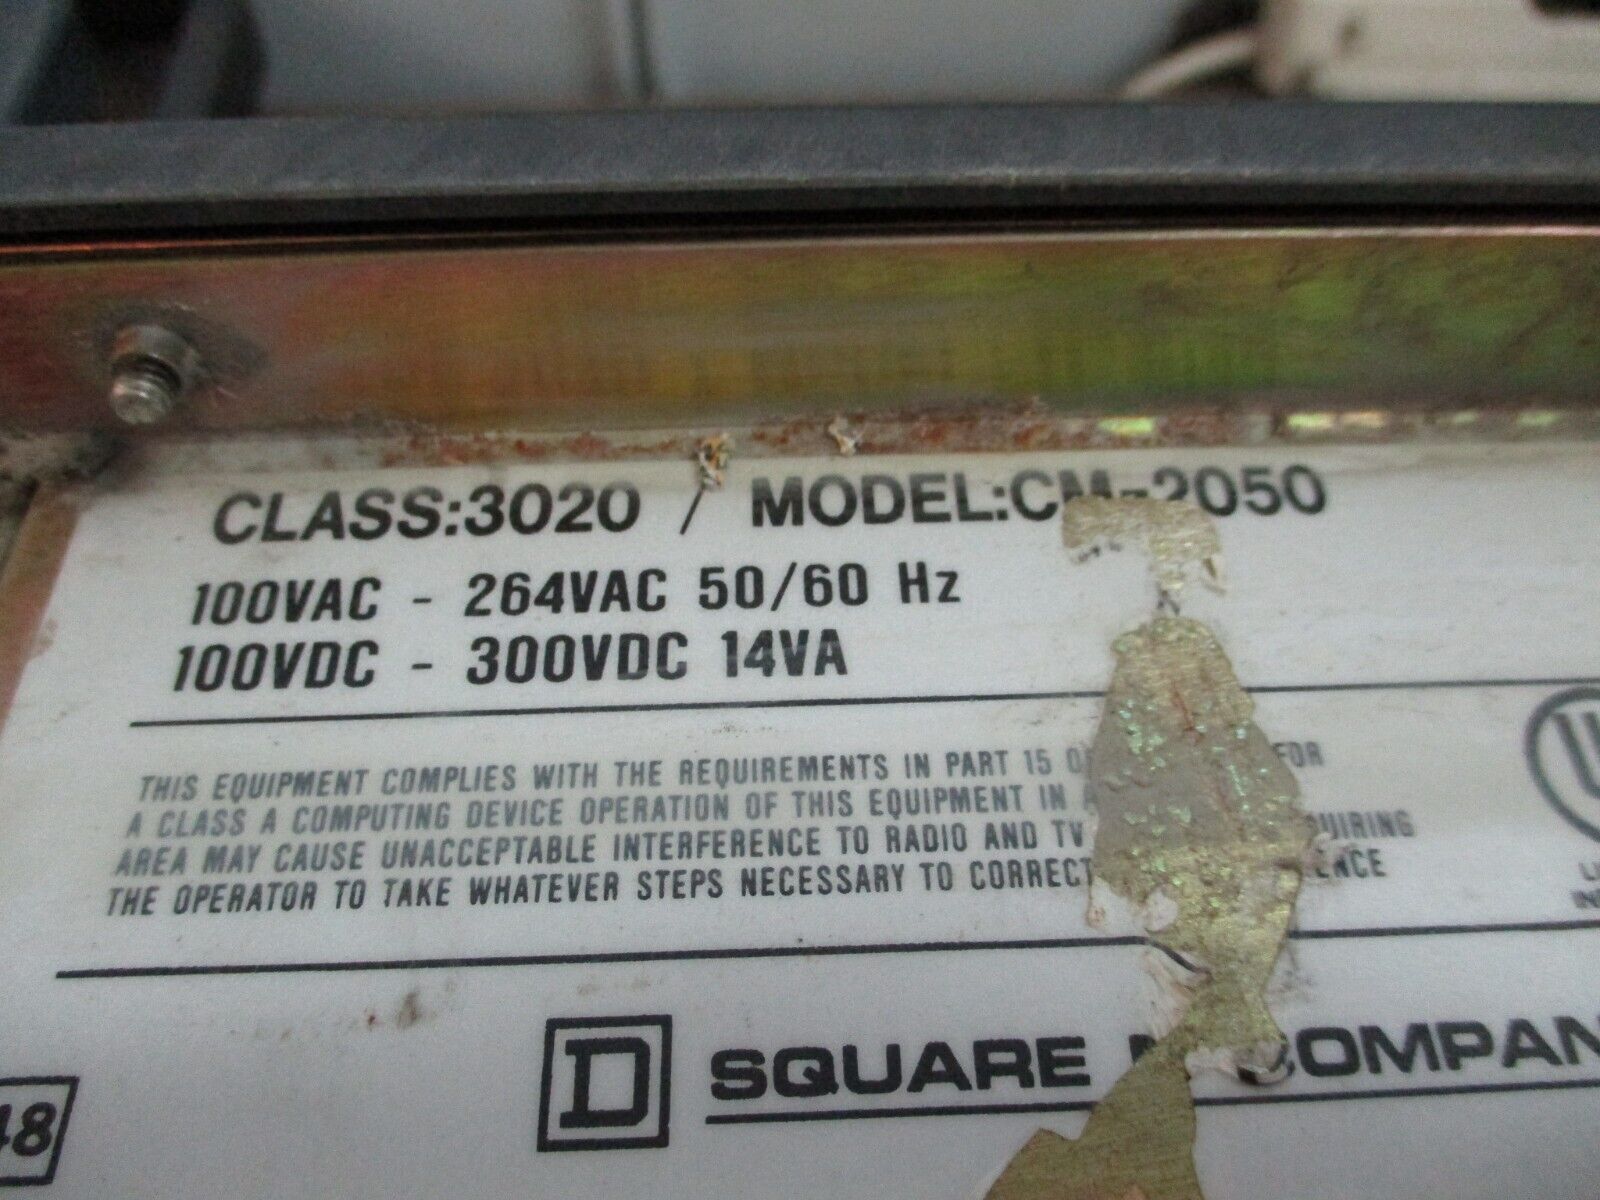 CLASS:3020 / MODEL:CM-2050
100VAC - 264VAC 50/60 Hz
100VDC - 300VDC 14VA
THIS EQUIPMENT COMPLIES WITH THE REQUIREMENTS IN PART 15 FOR
A CLASS A COMPUTING DEVICE OPERATION OF THIS EQUIPMENT IN A
AREA MAY CAUSE UNACCEPTABLE INTERFERENCE TO RADIO AND TV
THE OPERATOR TO TAKE WHATEVER STEPS NECESSARY TO CORRECT
D SQUARE COMPAN
48